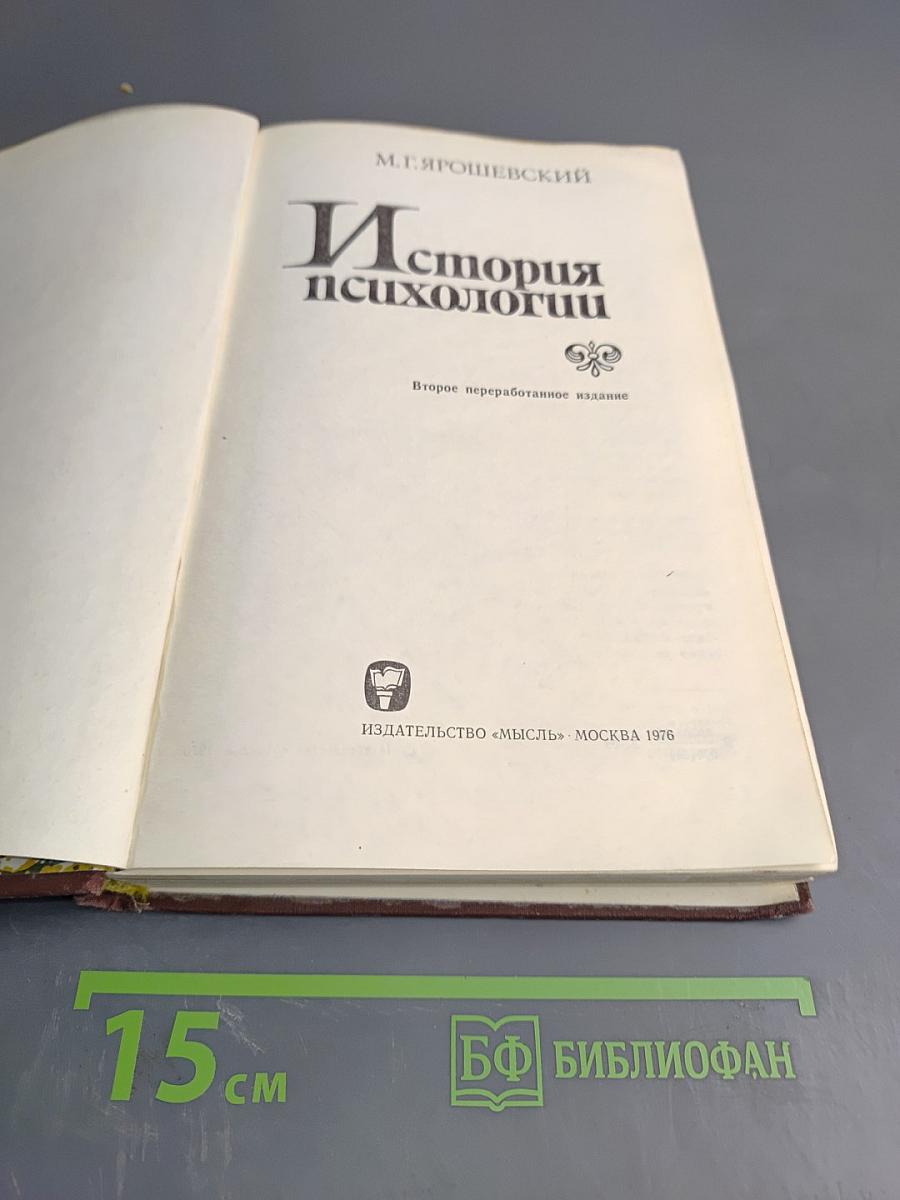 М.Г.ЯРОШЕВСКИЙ
История
психологии
Второе переработанное издание
ИЗДАТЕЛЬСТВО «МЫСЛЬ» · МОСКВА 1976
15 см
БФ БИБЛИОФАН